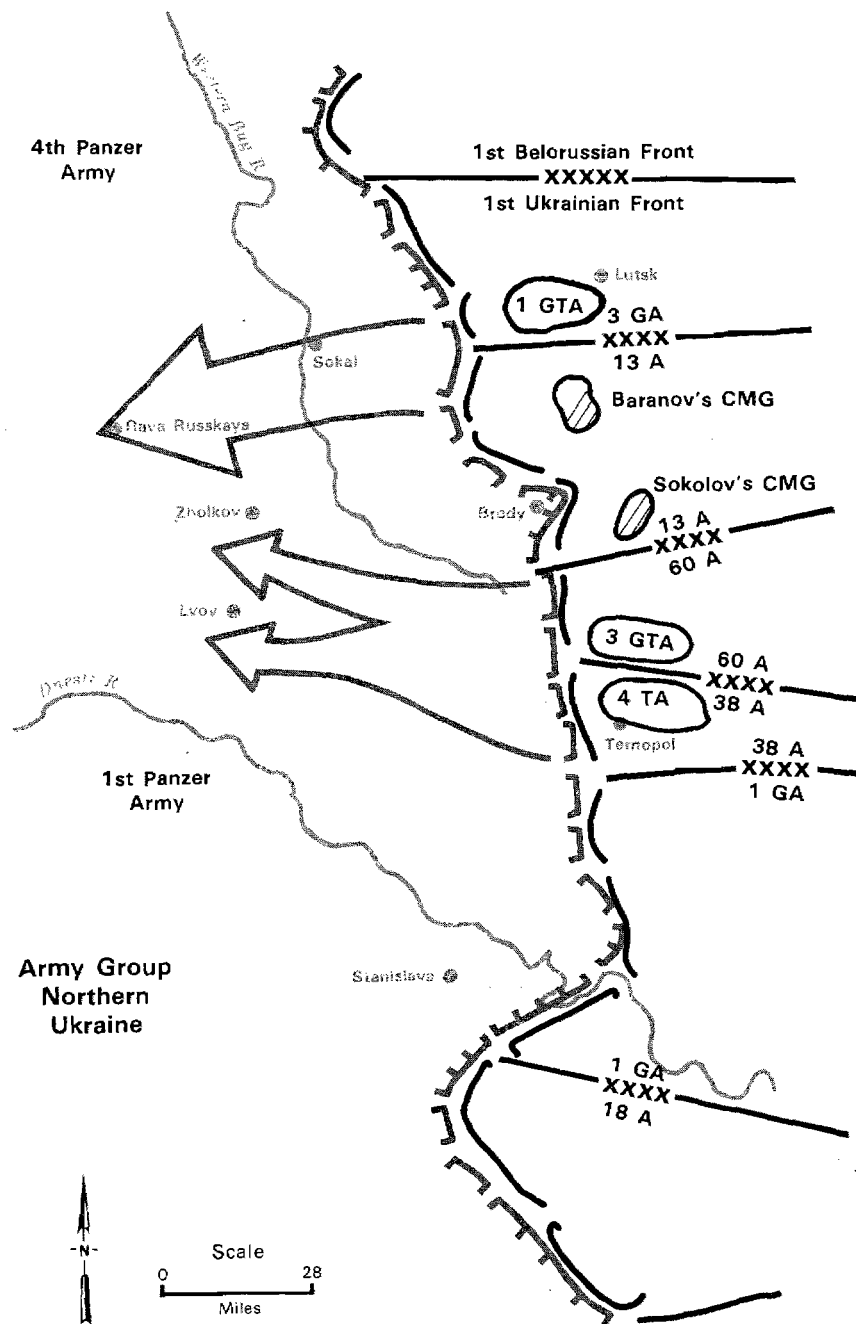 Western Bug R
4th Panzer
Army
1st Belorussian Front
XXXXX
1st Ukrainian Front
Lutsk
1 GTA
3 GA
XXXX
13 A
Sokal
Baranov's CMG
Rava Russkaya
Sokolov's CMG
Zholkov
Brody
13 A
XXXX
60 A
Lvov
3 GTA
60 A
XXXX
38 A
4 TA
Dnestr R
Ternopol
38 A
XXXX
1 GA
1st Panzer
Army
Army Group
Northern
Ukraine
Stanislava
1 GA
XXXX
18 A
-N-
Scale
0 28
Miles